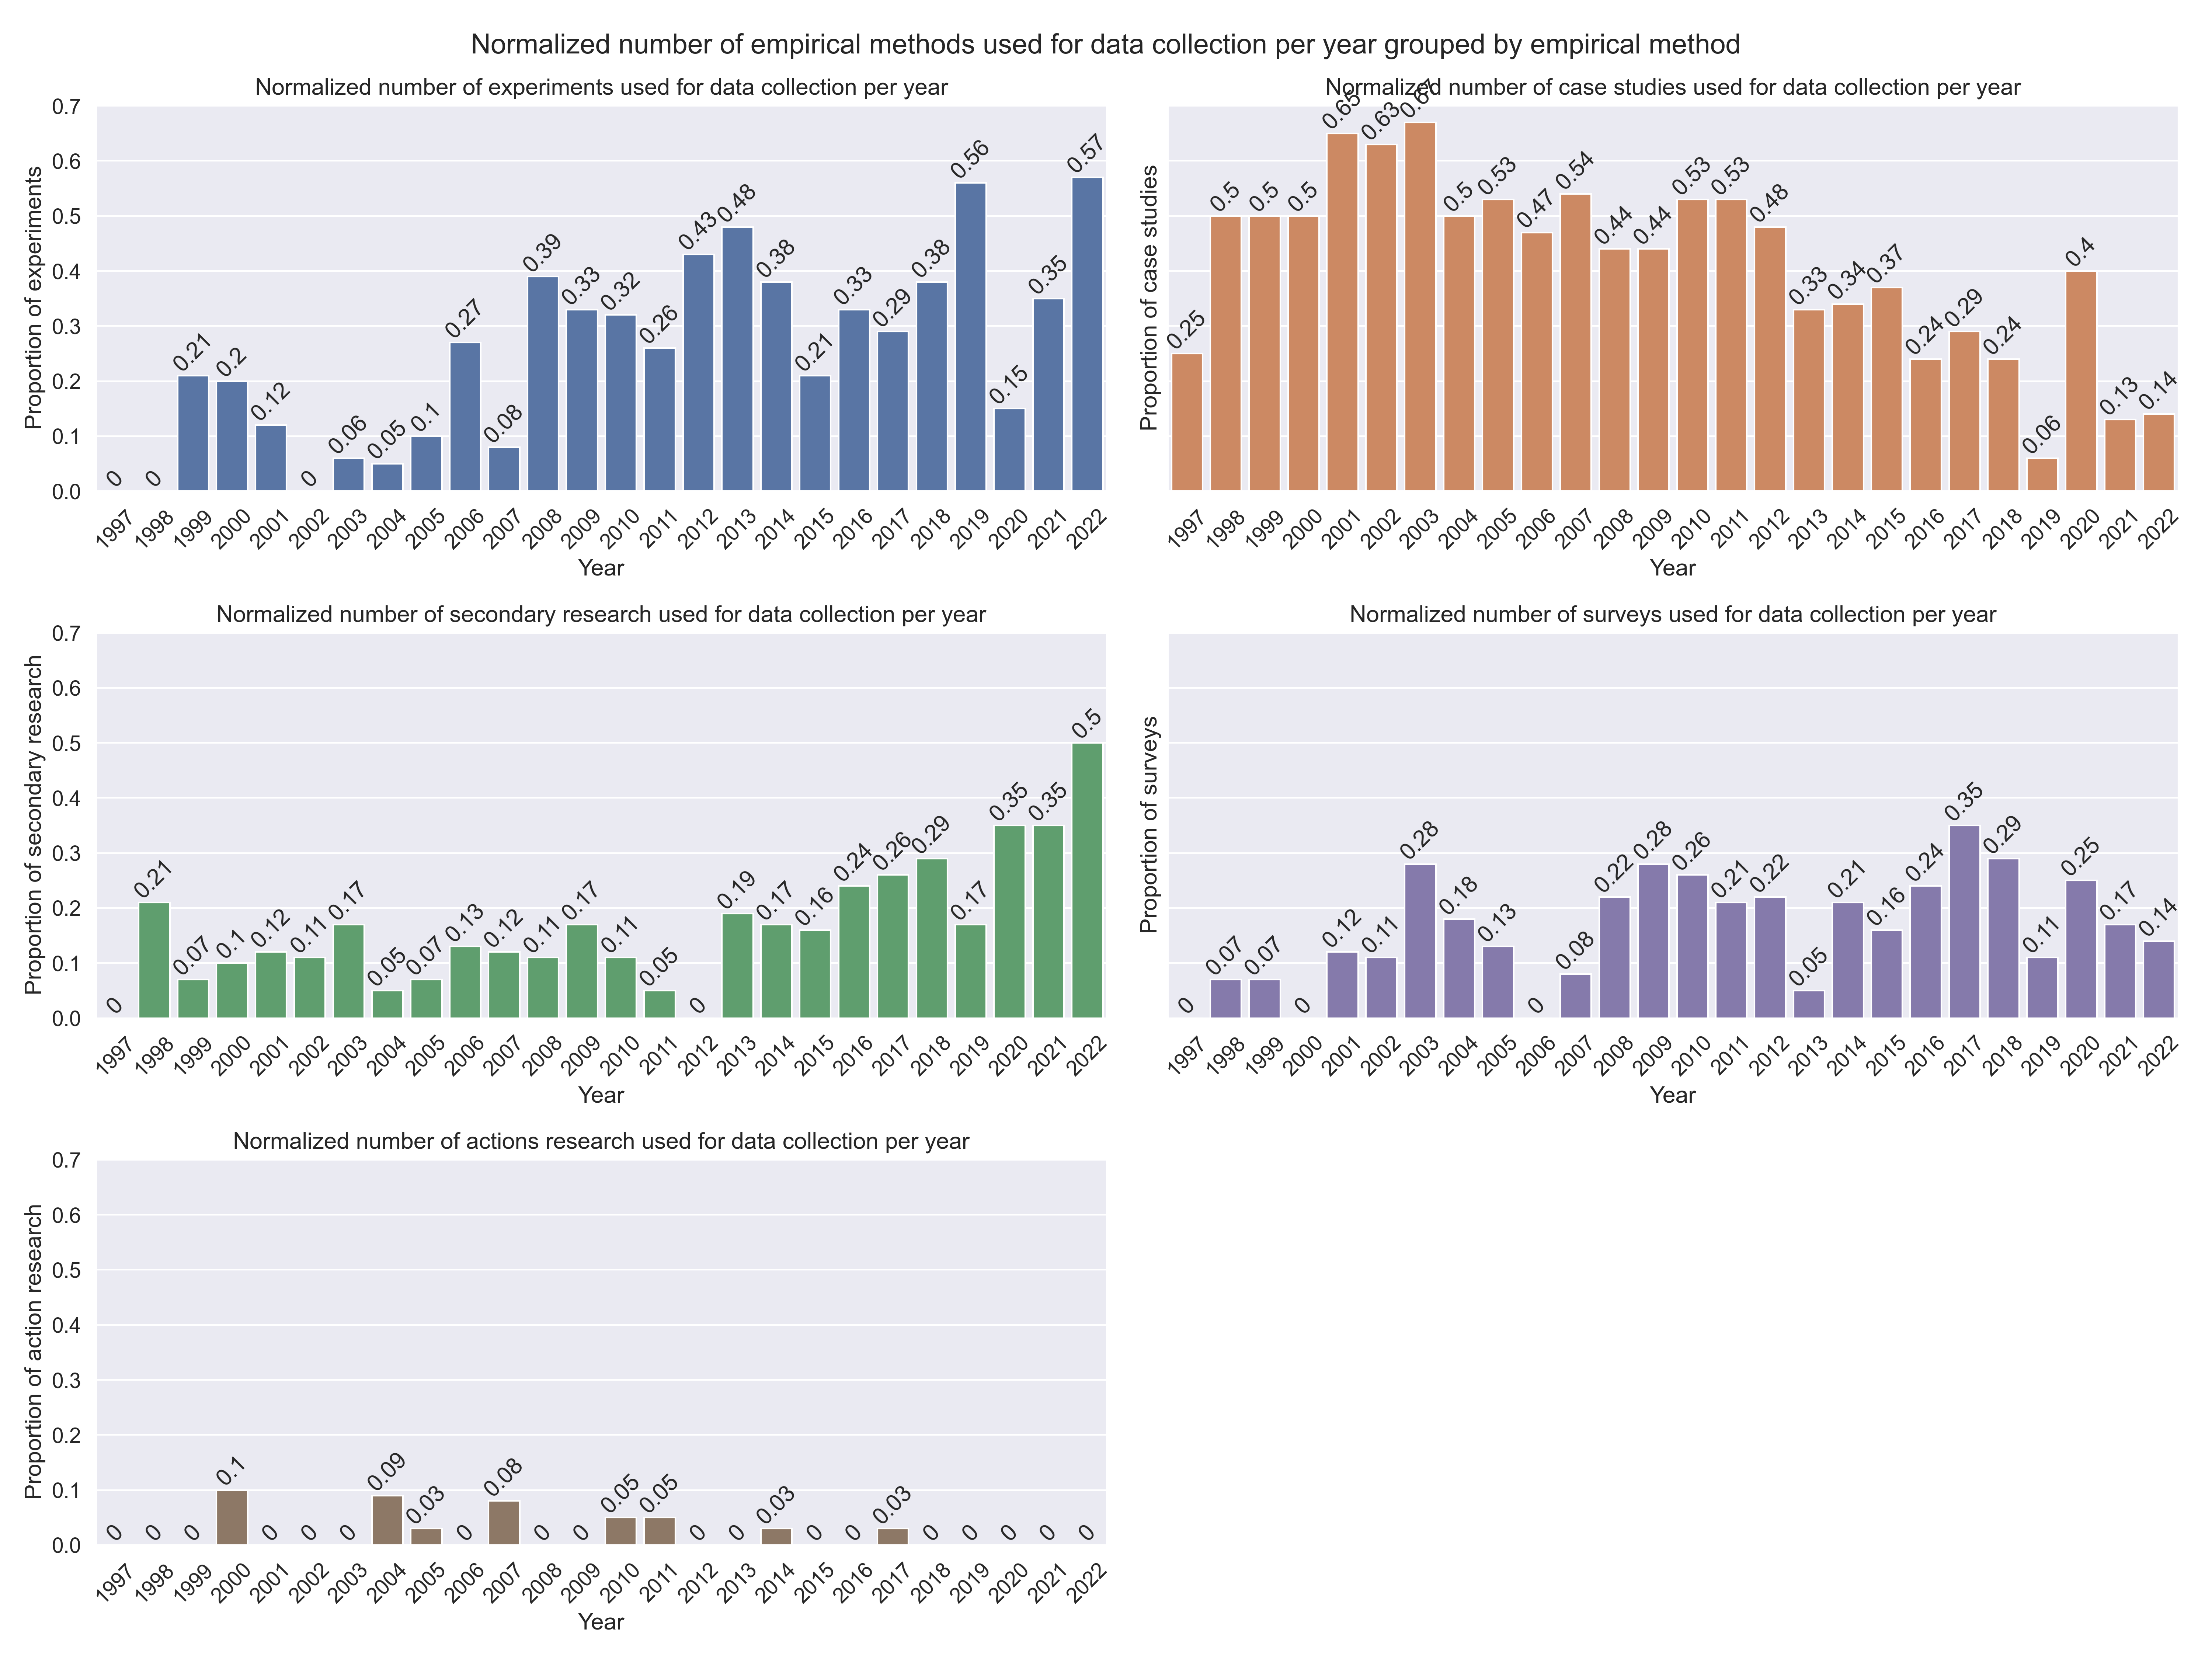 Normalized number of empirical methods used for data collection per year grouped by empirical method
Normalized number of experiments used for data collection per year
0.7
0.6
0.5
0.4
0.3
0.2
0.1
0.0
Proportion of experiments
0 0 0.21 0.2 0.12 0 0.06 0.05 0.1 0.27 0.08 0.39 0.33 0.32 0.26 0.43 0.48 0.38 0.21 0.33 0.29 0.38 0.56 0.15 0.35 0.57
1997 1998 1999 2000 2001 2002 2003 2004 2005 2006 2007 2008 2009 2010 2011 2012 2013 2014 2015 2016 2017 2018 2019 2020 2021 2022
Year
Normalized number of case studies used for data collection per year
Proportion of case studies
0.25 0.5 0.5 0.5 0.65 0.63 0.67 0.5 0.53 0.47 0.54 0.44 0.44 0.53 0.53 0.48 0.33 0.34 0.37 0.24 0.29 0.24 0.06 0.4 0.13 0.14
1997 1998 1999 2000 2001 2002 2003 2004 2005 2006 2007 2008 2009 2010 2011 2012 2013 2014 2015 2016 2017 2018 2019 2020 2021 2022
Year
Normalized number of secondary research used for data collection per year
0.7
0.6
0.5
0.4
0.3
0.2
0.1
0.0
Proportion of secondary research
0 0.21 0.07 0.1 0.12 0.11 0.17 0.05 0.07 0.13 0.12 0.11 0.17 0.11 0.05 0 0.19 0.17 0.16 0.24 0.26 0.29 0.17 0.35 0.35 0.5
1997 1998 1999 2000 2001 2002 2003 2004 2005 2006 2007 2008 2009 2010 2011 2012 2013 2014 2015 2016 2017 2018 2019 2020 2021 2022
Year
Normalized number of surveys used for data collection per year
Proportion of surveys
0 0.07 0.07 0 0.12 0.11 0.28 0.18 0.13 0 0.08 0.22 0.28 0.26 0.21 0.22 0.05 0.21 0.16 0.24 0.35 0.29 0.11 0.25 0.17 0.14
1997 1998 1999 2000 2001 2002 2003 2004 2005 2006 2007 2008 2009 2010 2011 2012 2013 2014 2015 2016 2017 2018 2019 2020 2021 2022
Year
Normalized number of actions research used for data collection per year
0.7
0.6
0.5
0.4
0.3
0.2
0.1
0.0
Proportion of action research
0 0 0 0.1 0 0 0 0.09 0.03 0 0.08 0 0 0.05 0.05 0 0 0.03 0 0 0.03 0 0 0 0 0
1997 1998 1999 2000 2001 2002 2003 2004 2005 2006 2007 2008 2009 2010 2011 2012 2013 2014 2015 2016 2017 2018 2019 2020 2021 2022
Year